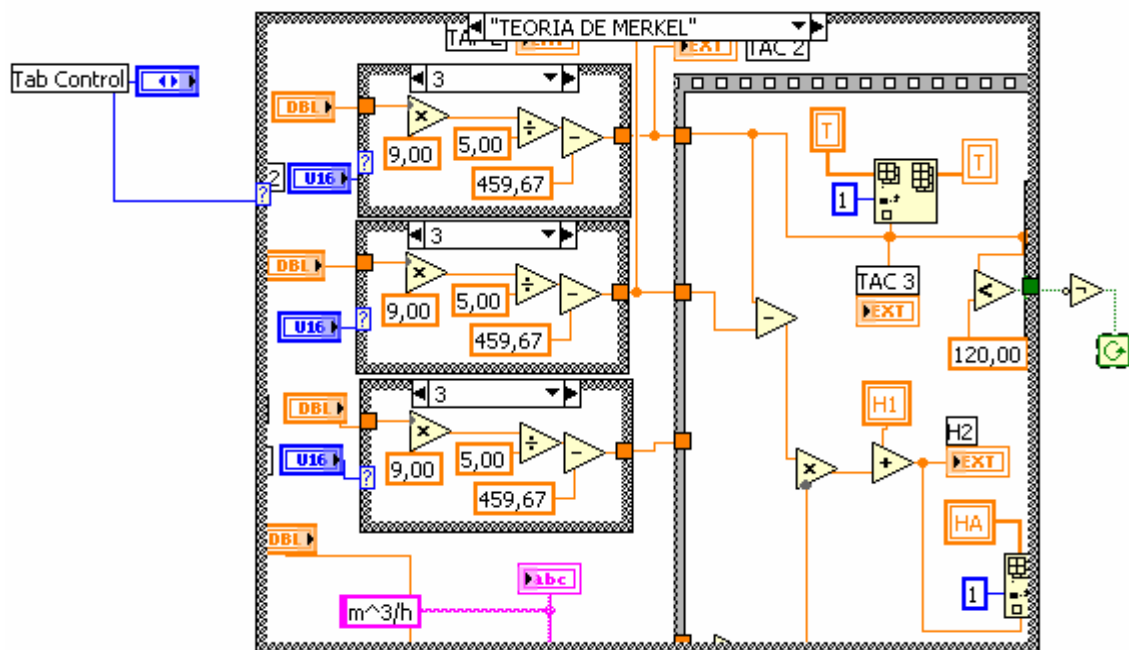 "TEORIA DE MERKEL"
TAC 2
Tab Control
3
DBL
9,00
5,00
459,67
U16
2
EXT
EXT
T
T
1
3
DBL
9,00
5,00
459,67
U16
TAC 3
EXT
120,00
3
DBL
9,00
5,00
459,67
U16
H1
H2
EXT
HA
1
DBL
abc
m^3/h